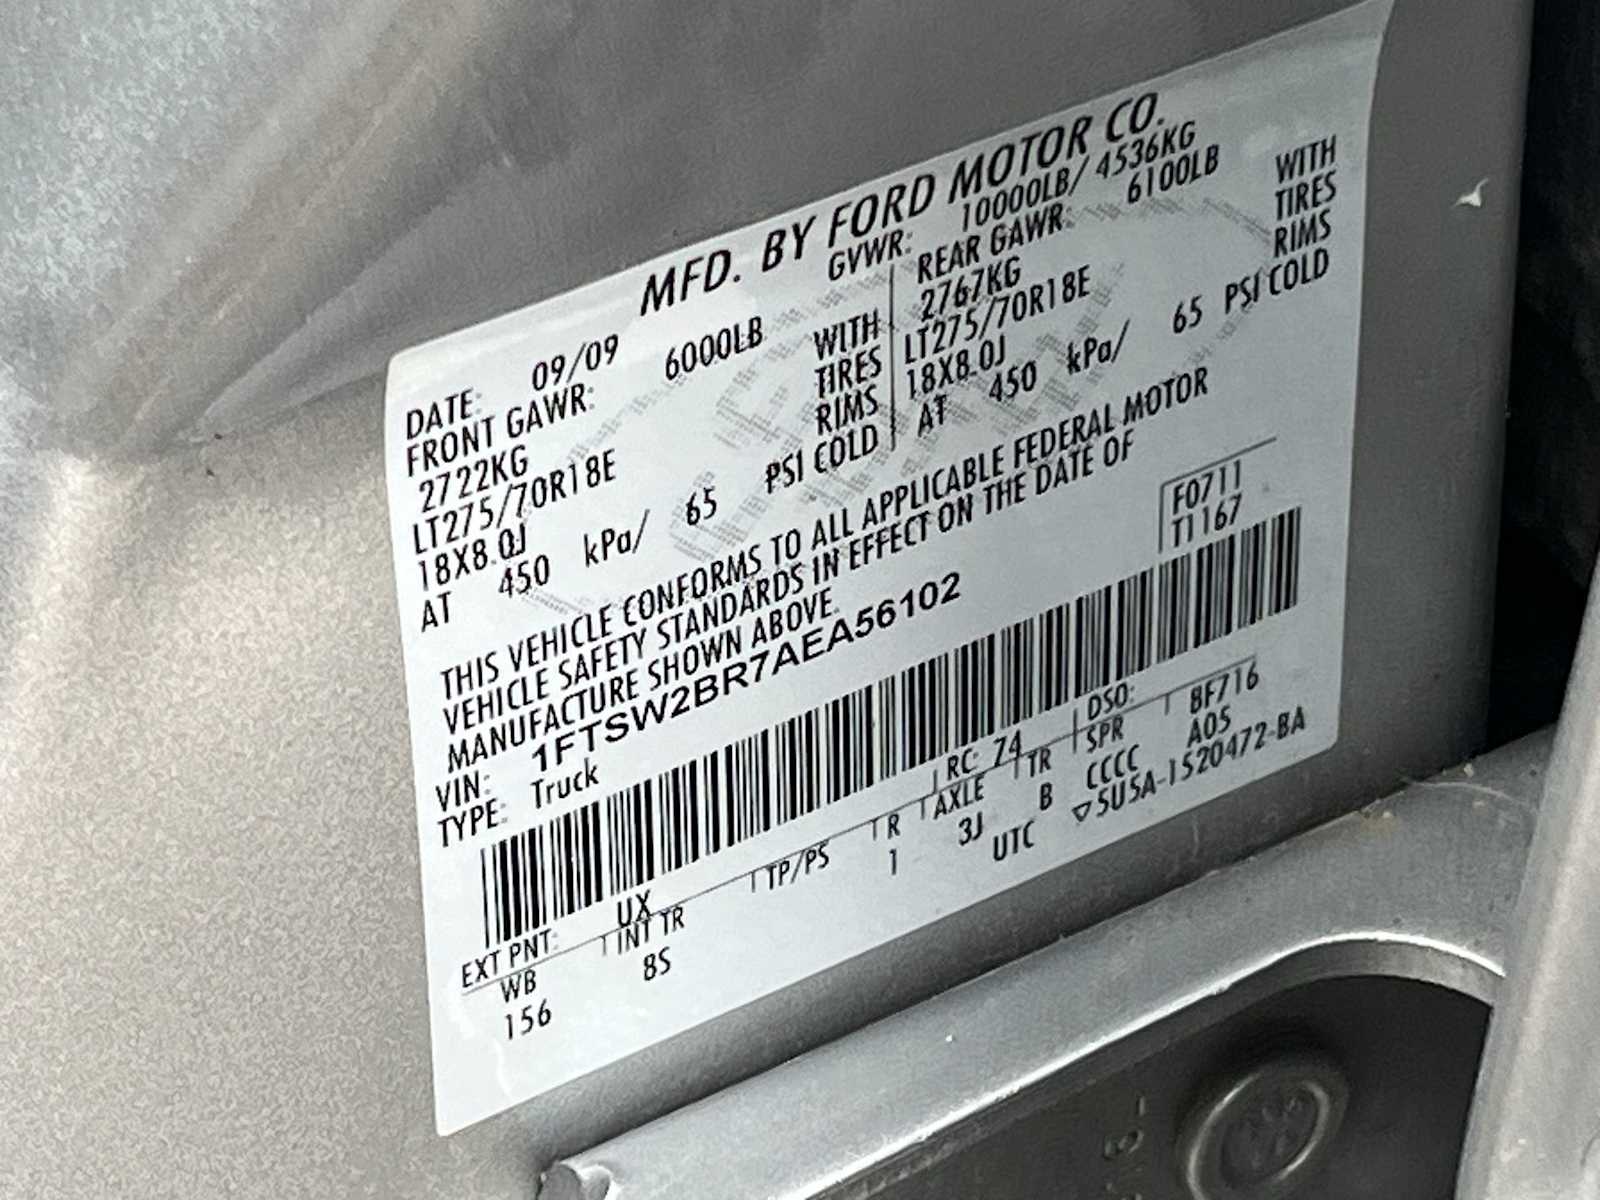 MFD. BY FORD MOTOR CO.
DATE: 09/09 GVWR: 10000LB/ 4536KG
FRONT GAWR: 6000LB REAR GAWR: 6100LB
2722KG WITH 2767KG WITH
LT275/70R18E TIRES LT275/70R18E TIRES
18X8.0J RIMS 18X8.0J RIMS
AT 450 kPa/ 65 PSI COLD AT 450 kPa/ 65 PSI COLD
THIS VEHICLE CONFORMS TO ALL APPLICABLE FEDERAL MOTOR
VEHICLE SAFETY STANDARDS IN EFFECT ON THE DATE OF
MANUFACTURE SHOWN ABOVE.
VIN: 1FTSW2BR7AEA56102
TYPE: Truck
F0711
T1167
EXT PNT: UX RC: 74 DSO: BF716
WB INT TR TP/PS R AXLE TR SPR A05
156 8S 1 3J B CCCC
UTC ▽5U5A-1520472-BA